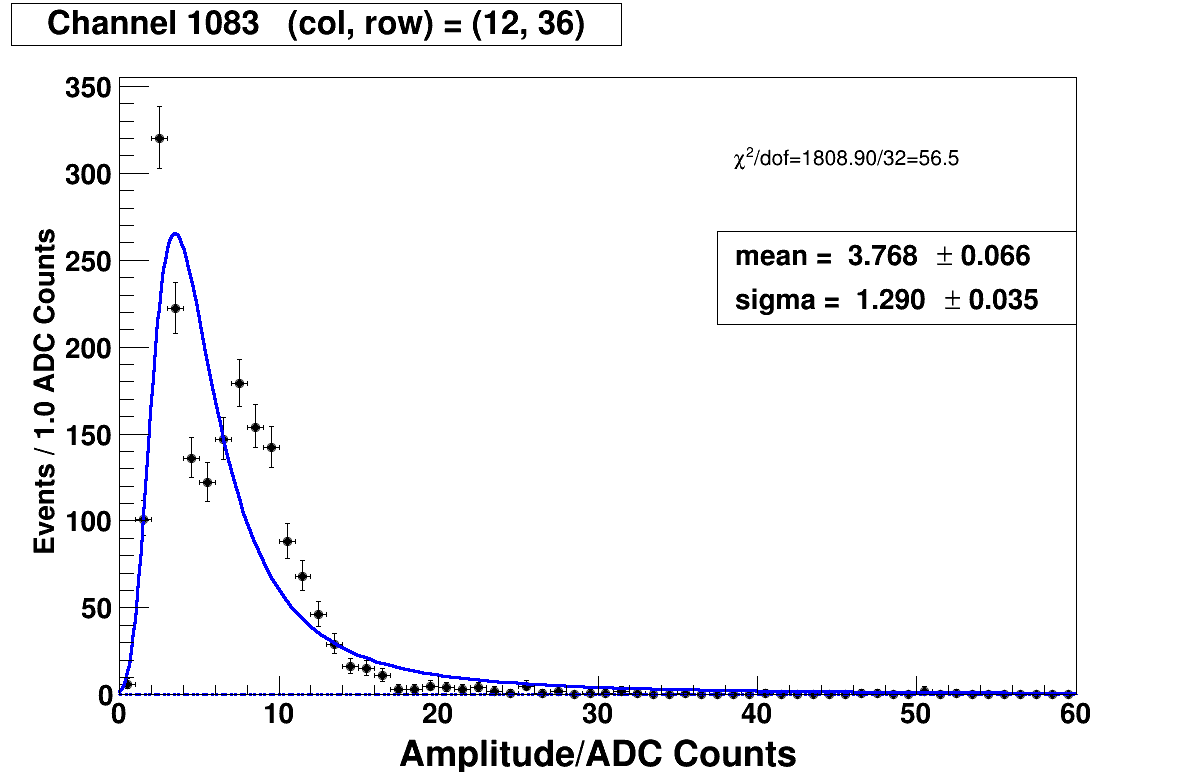 Channel 1083 (col, row) = (12, 36)
350
300
250
200
150
100
50
0
Events / 1.0 ADC Counts
χ²/dof=1808.90/32=56.5
mean = 3.768 ± 0.066
sigma = 1.290 ± 0.035
0 10 20 30 40 50 60
Amplitude/ADC Counts